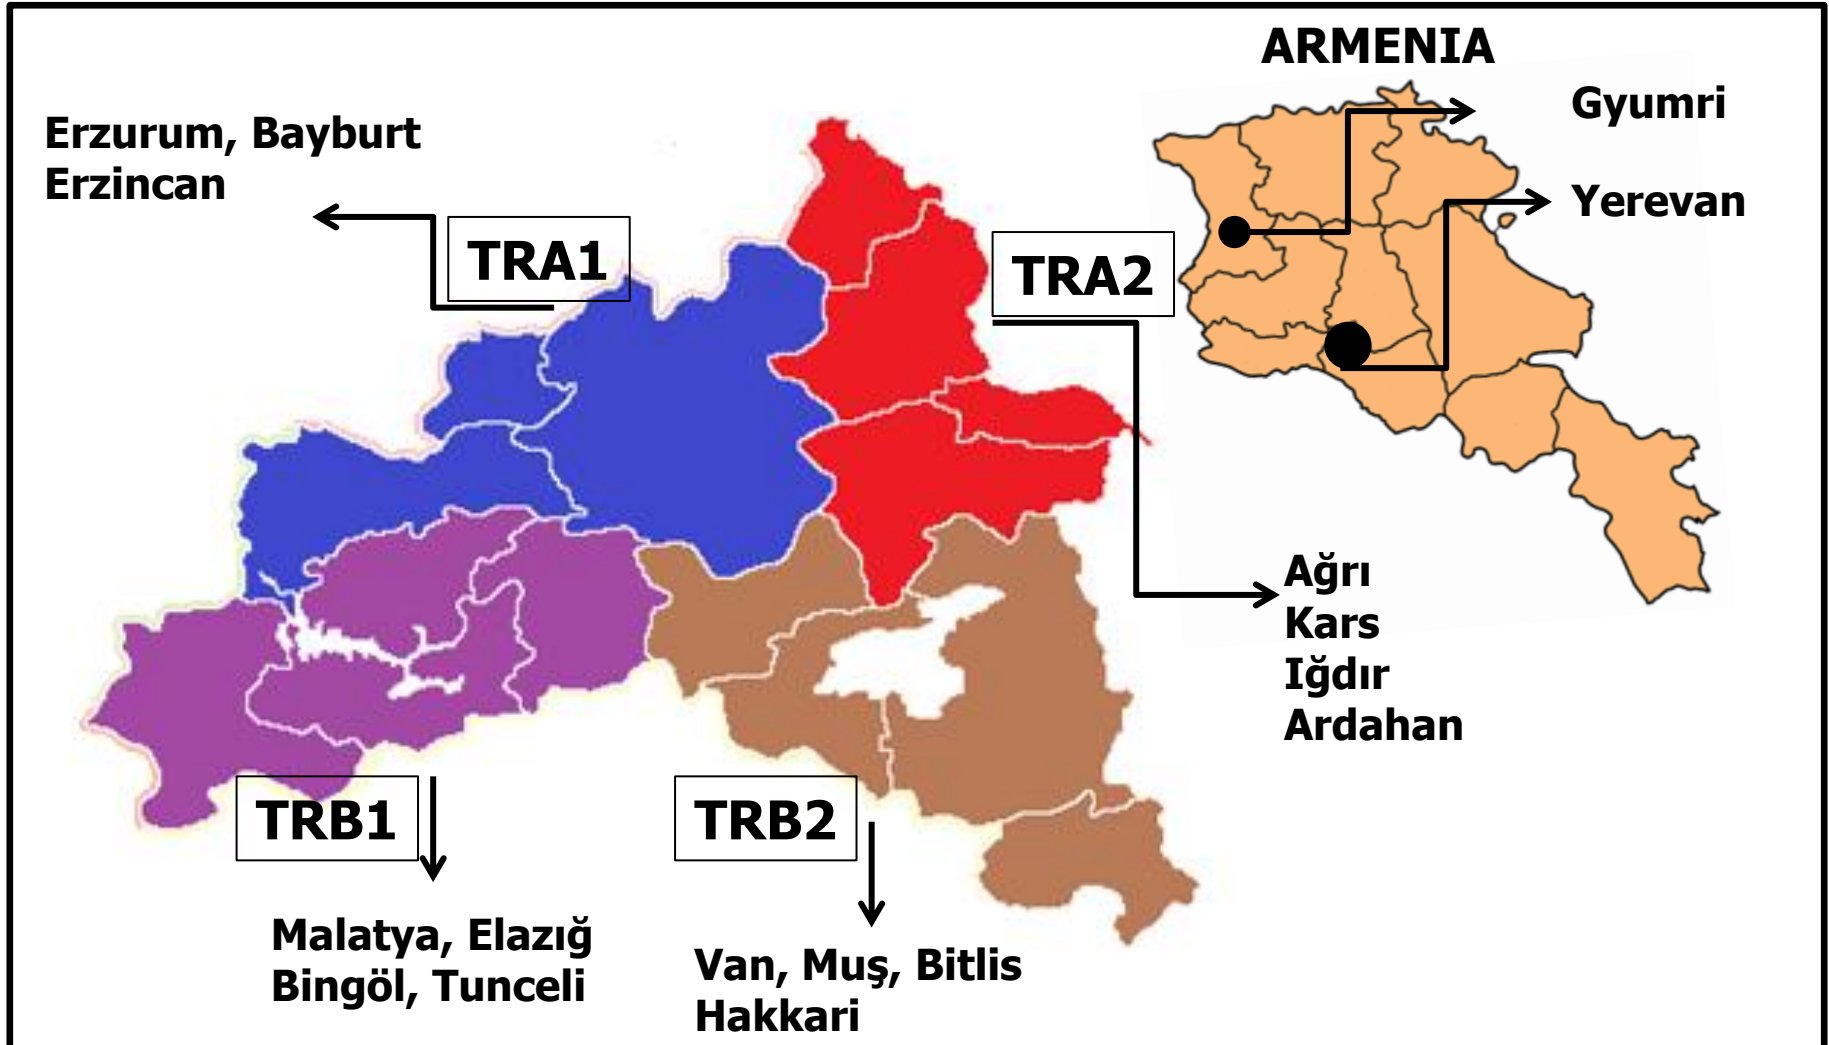 ARMENIA
Gyumri
Yerevan
Erzurum, Bayburt
Erzincan
TRA1
TRA2
Ağrı
Kars
Iğdır
Ardahan
TRB1
TRB2
Malatya, Elazığ
Bingöl, Tunceli
Van, Muş, Bitlis
Hakkari